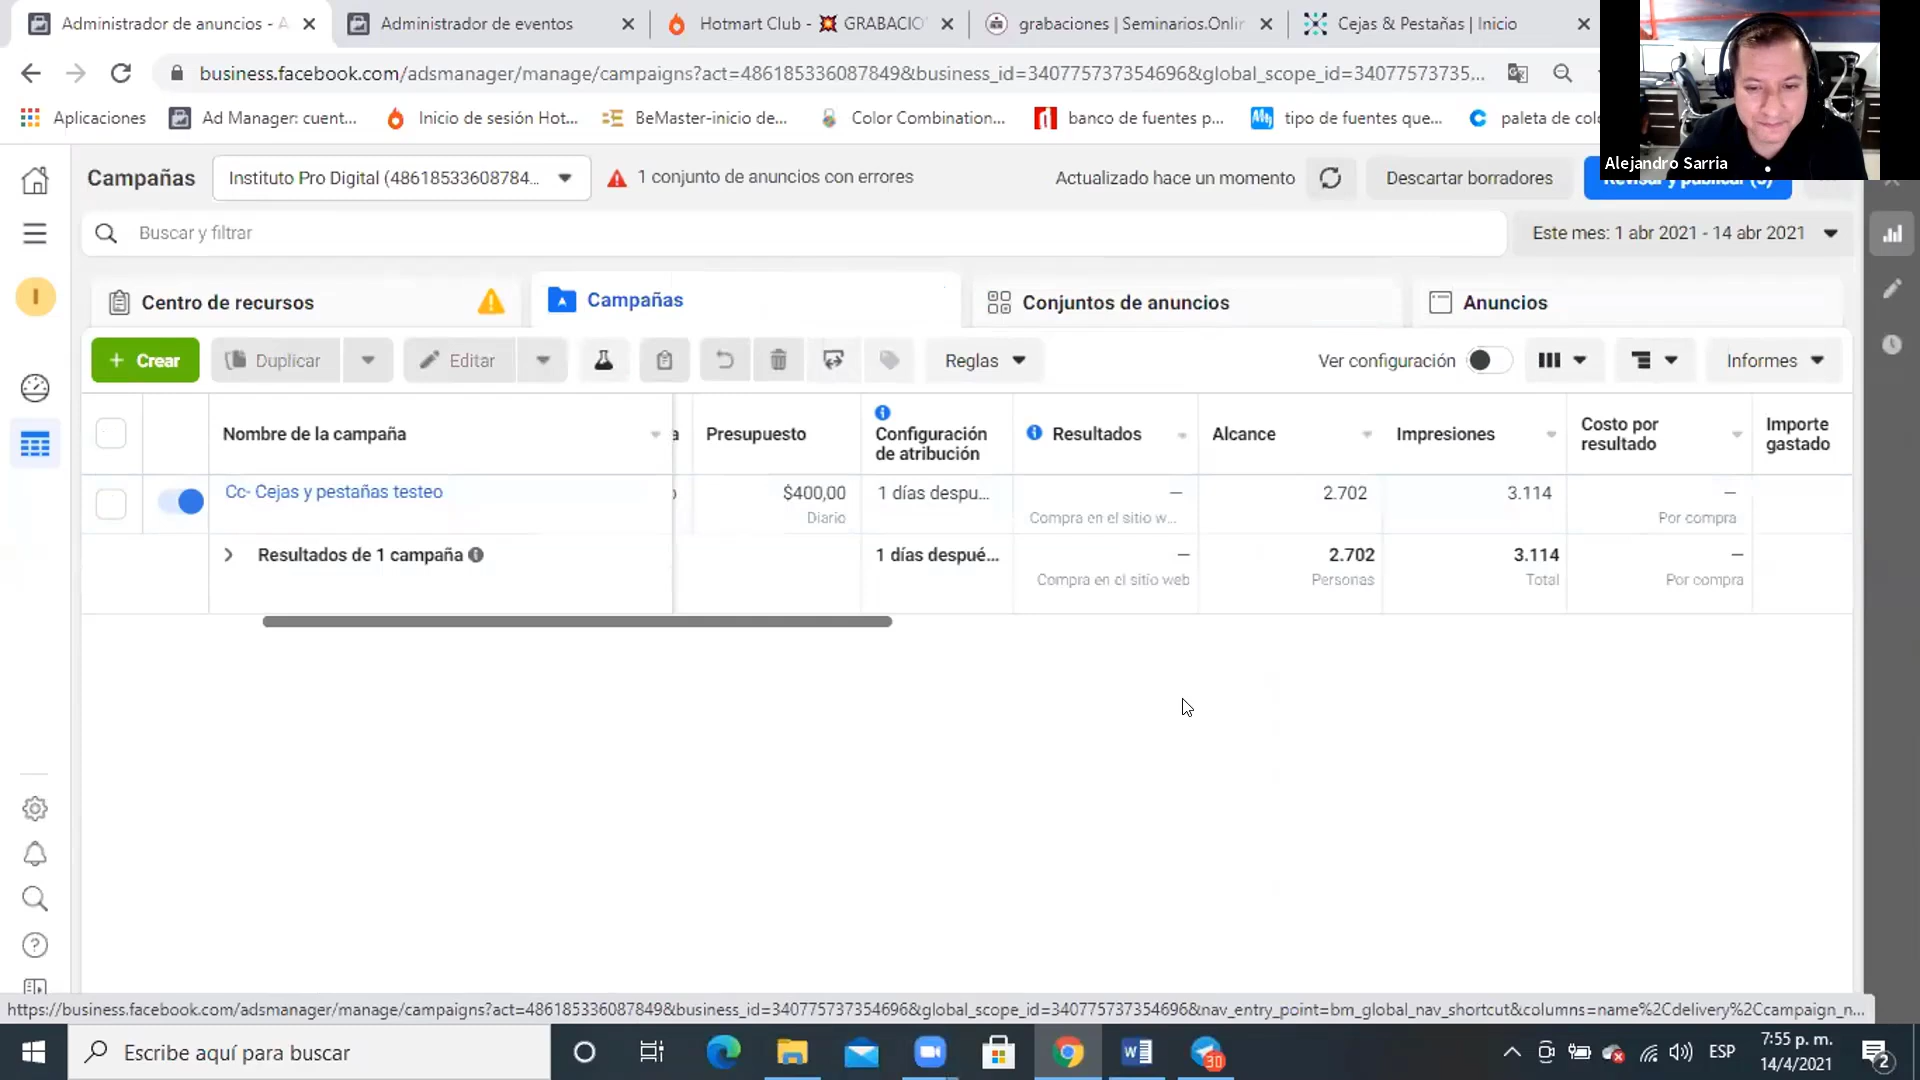 Administrador de anuncios - A
Administrador de eventos
Hotmart Club - 💥 GRABACIO
grabaciones | Seminarios.Onlin
Cejas & Pestañas | Inicio
business.facebook.com/adsmanager/manage/campaigns?act=486185336087849&business_id=340775737354696&global_scope_id=34077573735...
Aplicaciones
Ad Manager: cuent...
Inicio de sesión Hot...
BeMaster-inicio de...
Color Combination...
banco de fuentes p...
tipo de fuentes que...
paleta de col
Alejandro Sarria
Campañas
Instituto Pro Digital (48618533608784...
1 conjunto de anuncios con errores
Actualizado hace un momento
Descartar borradores
Revisar y publicar (3)
Buscar y filtrar
Este mes: 1 abr 2021 - 14 abr 2021
I
Centro de recursos
Campañas
Conjuntos de anuncios
Anuncios
+ Crear
Duplicar
Editar
Reglas
Ver configuración
Informes
Nombre de la campaña
a
Presupuesto
Configuración
de atribución
Resultados
Alcance
Impresiones
Costo por
resultado
Importe
gastado
Cc- Cejas y pestañas testeo
$400,00
Diario
1 días despu...
—
Compra en el sitio w...
2.702
3.114
—
Por compra
Resultados de 1 campaña
1 días despué...
—
Compra en el sitio web
2.702
Personas
3.114
Total
—
Por compra
https://business.facebook.com/adsmanager/manage/campaigns?act=486185336087849&business_id=340775737354696&global_scope_id=340775737354696&nav_entry_point=bm_global_nav_shortcut&columns=name%2Cdelivery%2Ccampaign_n...
Escribe aquí para buscar
30
ESP
7:55 p. m.
14/4/2021
2